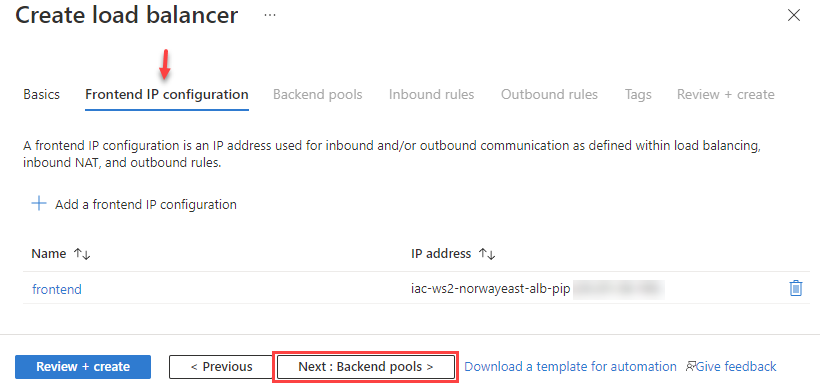 Create load balancer ...
Basics Frontend IP configuration Backend pools Inbound rules Outbound rules Tags Review + create
A frontend IP configuration is an IP address used for inbound and/or outbound communication as defined within load balancing,
inbound NAT, and outbound rules.
+ Add a frontend IP configuration
Name ↑↓ IP address ↑↓
frontend iac-ws2-norwayeast-alb-pip
Review + create < Previous Next : Backend pools > Download a template for automation Give feedback